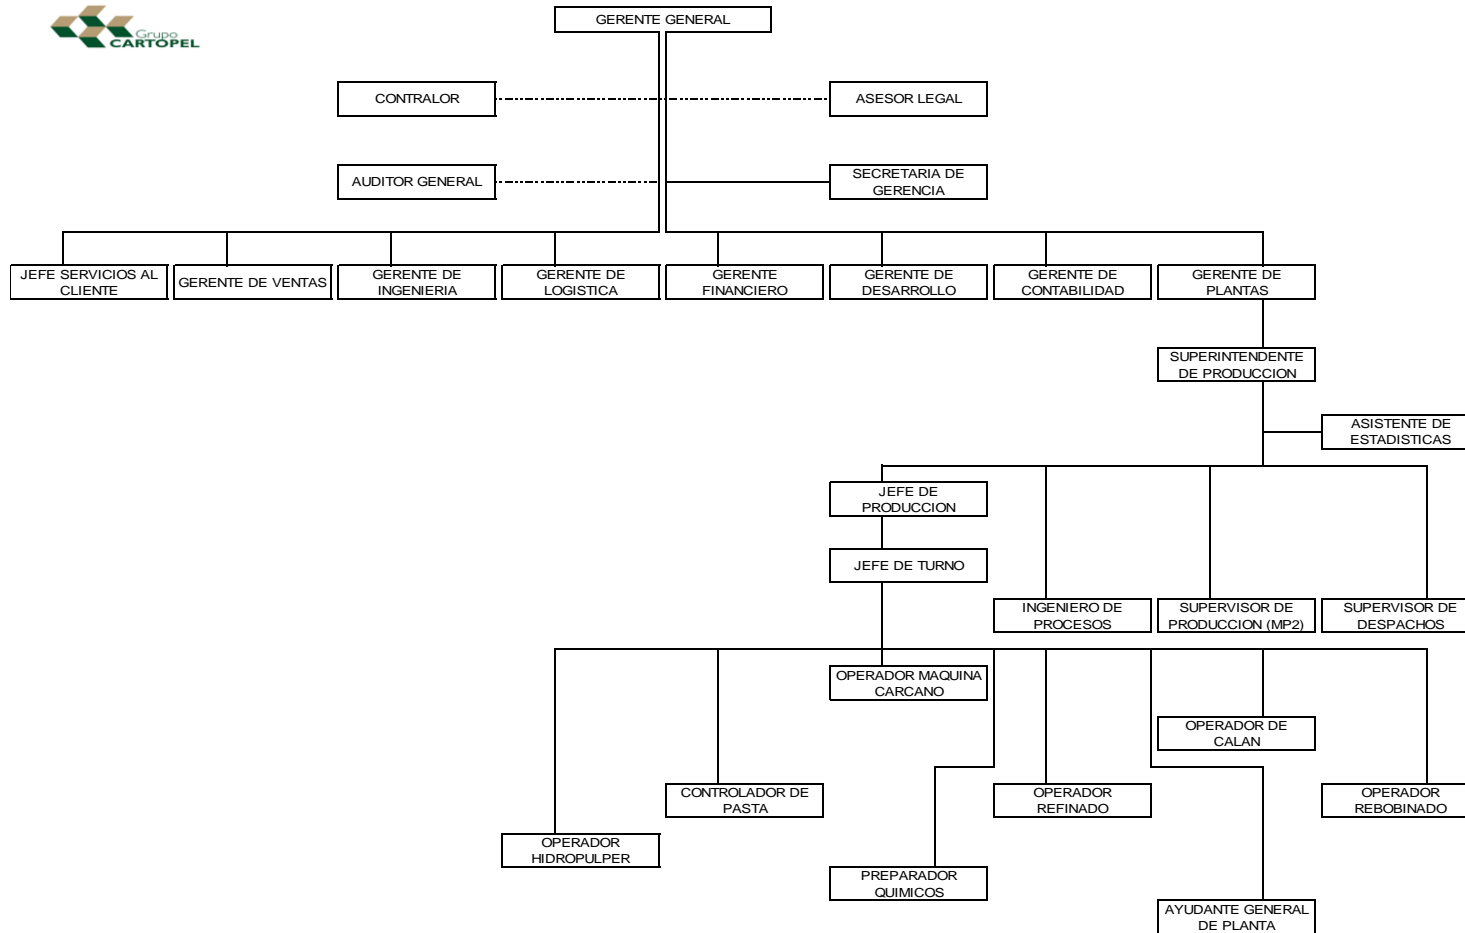 Grupo
CARTOPEL
GERENTE GENERAL
CONTRALOR
ASESOR LEGAL
AUDITOR GENERAL
SECRETARIA DE
GERENCIA
JEFE SERVICIOS AL
CLIENTE
GERENTE DE VENTAS
GERENTE DE
INGENIERIA
GERENTE DE
LOGISTICA
GERENTE
FINANCIERO
GERENTE DE
DESARROLLO
GERENTE DE
CONTABILIDAD
GERENTE DE
PLANTAS
SUPERINTENDENTE
DE PRODUCCION
ASISTENTE DE
ESTADISTICAS
JEFE DE
PRODUCCION
JEFE DE TURNO
INGENIERO DE
PROCESOS
SUPERVISOR DE
PRODUCCION (MP2)
SUPERVISOR DE
DESPACHOS
OPERADOR MAQUINA
CARCANO
OPERADOR DE
CALAN
CONTROLADOR DE
PASTA
OPERADOR
REFINADO
OPERADOR
REBOBINADO
OPERADOR
HIDROPULPER
PREPARADOR
QUIMICOS
AYUDANTE GENERAL
DE PLANTA